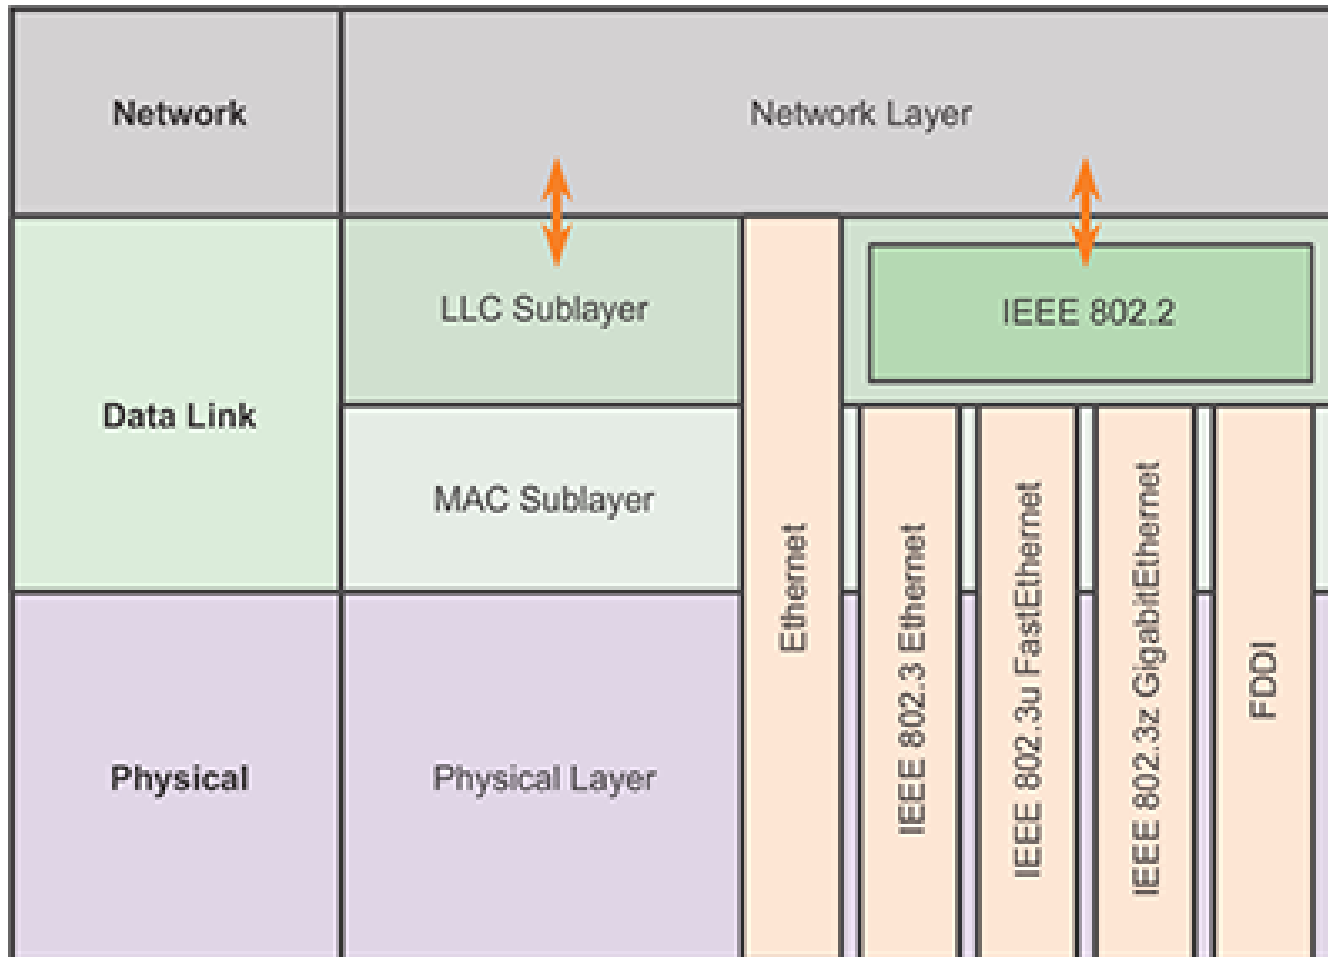 Network
Network Layer
Data Link
LLC Sublayer
IEEE 802.2
MAC Sublayer
Ethernet
IEEE 802.3 Ethernet
IEEE 802.3u FastEthernet
IEEE 802.3z GigabitEthernet
FDDI
Physical
Physical Layer